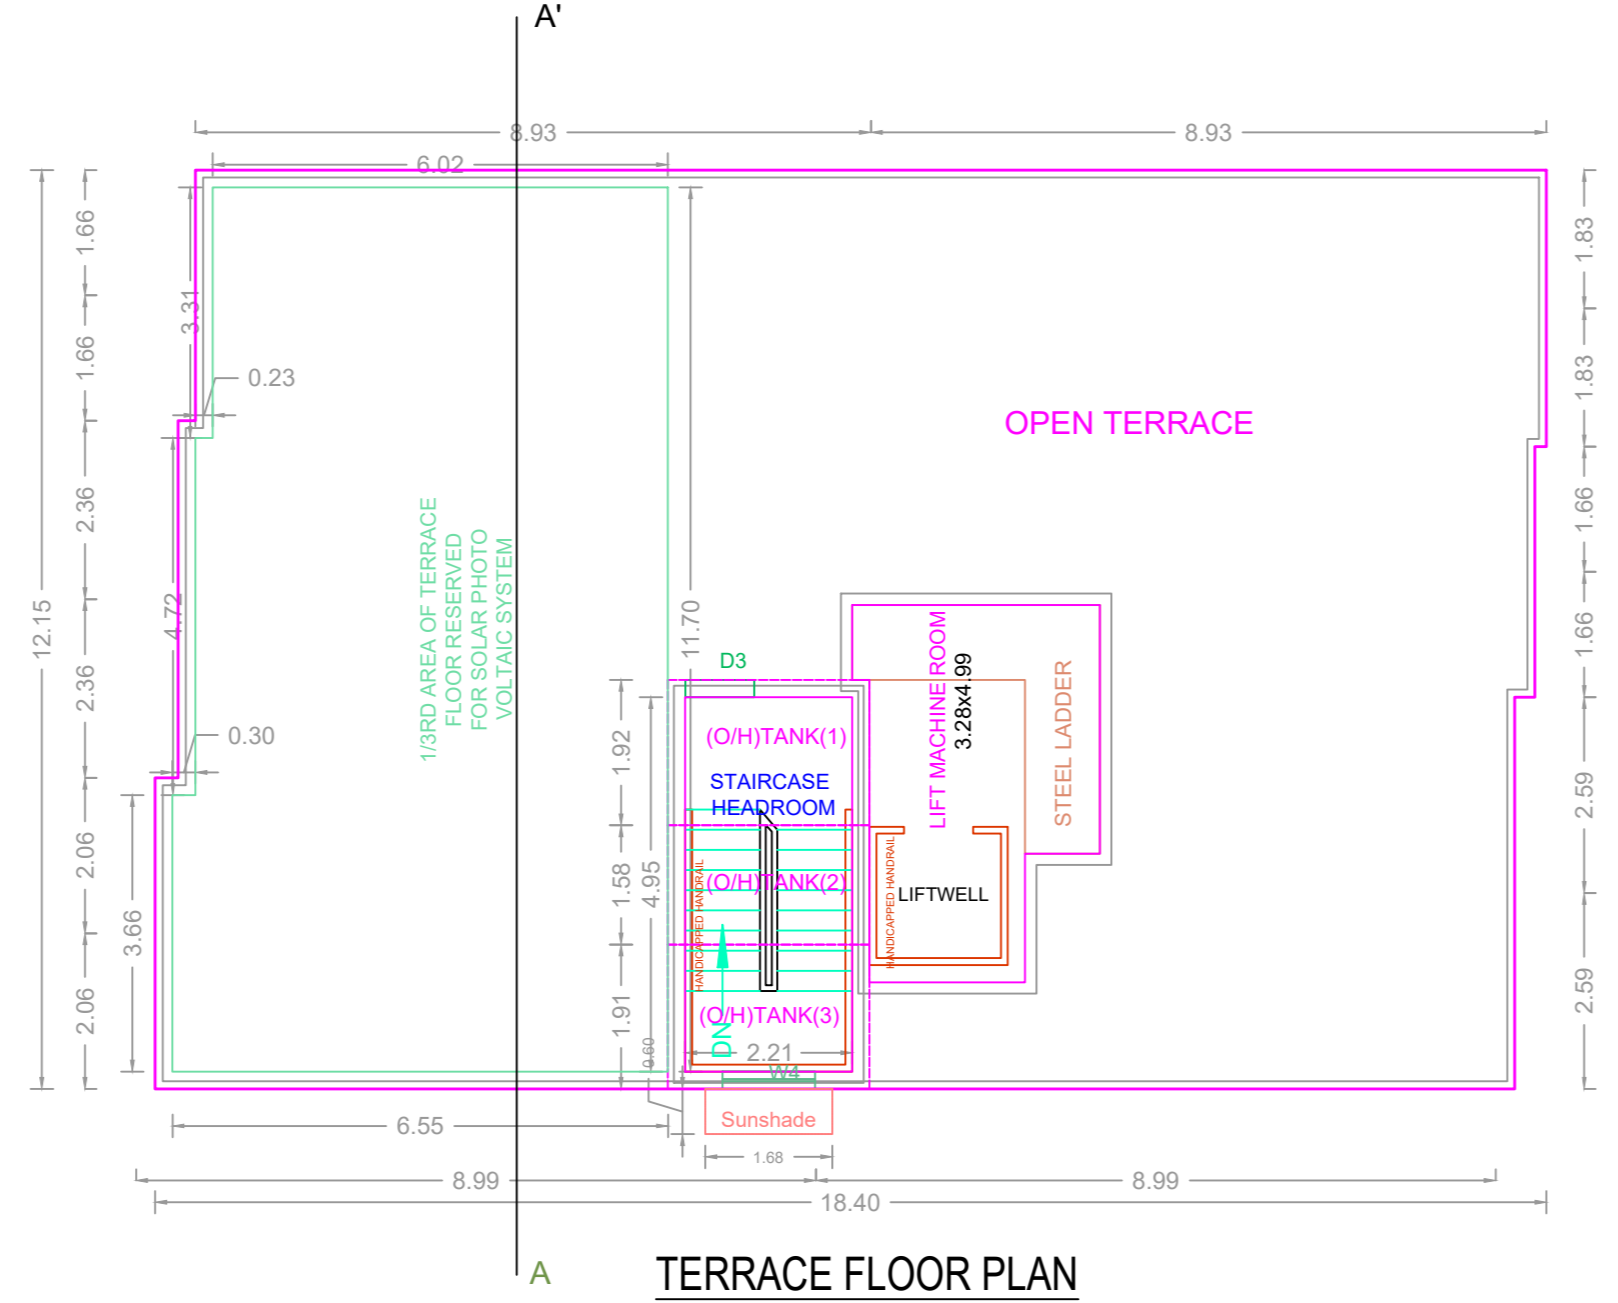 A'
8.93
8.93
6.02
1.66
1.83
3.31
1.66
0.23
1.83
OPEN TERRACE
2.36
1.66
1/3RD AREA OF TERRACE
FLOOR RESERVED
FOR SOLAR PHOTO
VOLTAIC SYSTEM
12.15
4.72
11.70
1.66
LIFT MACHINE ROOM
3.28x4.99
STEEL LADDER
D3
2.36
0.30
1.92
(O/H)TANK(1)
STAIRCASE
HEADROOM
2.59
2.06
1.58
4.95
HANDICAPPED HANDRAIL
(O/H)TANK(2)
HANDICAPPED HANDRAIL
LIFTWELL
3.66
2.06
1.91
(O/H)TANK(3)
2.59
DN
0.60
2.21
W4
Sunshade
6.55
1.68
8.99
8.99
18.40
A
TERRACE FLOOR PLAN